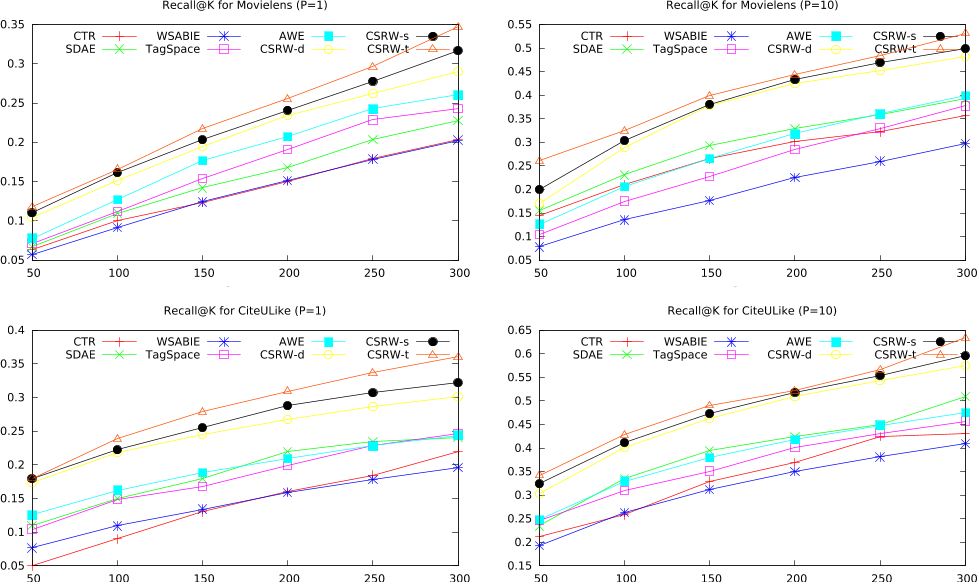 Recall@K for Movielens (P=1)
0.35
0.3
0.25
0.2
0.15
0.1
0.05
50 100 150 200 250 300
CTR WSABIE AWE CSRW-s
SDAE TagSpace CSRW-d CSRW-t
Recall@K for Movielens (P=10)
0.55
0.5
0.45
0.4
0.35
0.3
0.25
0.2
0.15
0.1
0.05
50 100 150 200 250 300
CTR WSABIE AWE CSRW-s
SDAE TagSpace CSRW-d CSRW-t
Recall@K for CiteULike (P=1)
0.4
0.35
0.3
0.25
0.2
0.15
0.1
0.05
50 100 150 200 250 300
CTR WSABIE AWE CSRW-s
SDAE TagSpace CSRW-d CSRW-t
Recall@K for CiteULike (P=10)
0.65
0.6
0.55
0.5
0.45
0.4
0.35
0.3
0.25
0.2
0.15
50 100 150 200 250 300
CTR WSABIE AWE CSRW-s
SDAE TagSpace CSRW-d CSRW-t